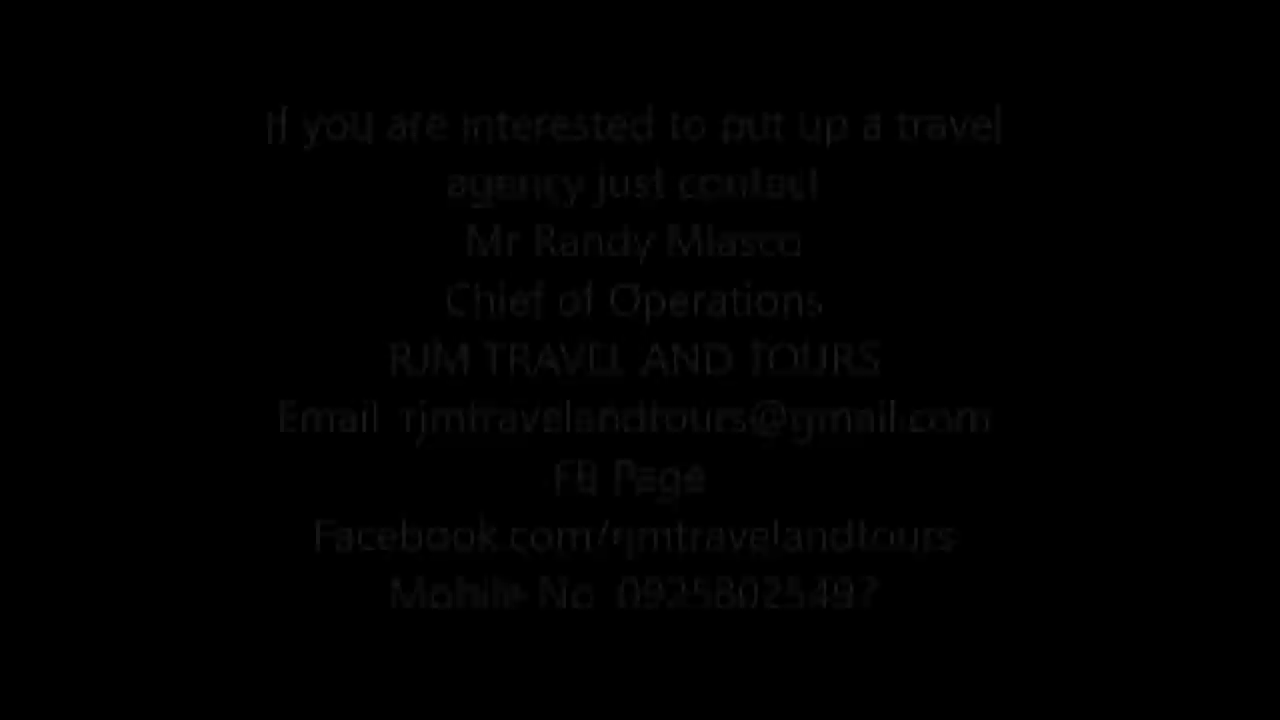 If you are interested to put up a travel
agency just contact
Mr Randy Mlasco
Chief of Operations
RJM TRAVEL AND TOURS
Email rjmtravelandtours@gmail.com
FB Page
Facebook.com/rjmtravelandtours
Mobile No.